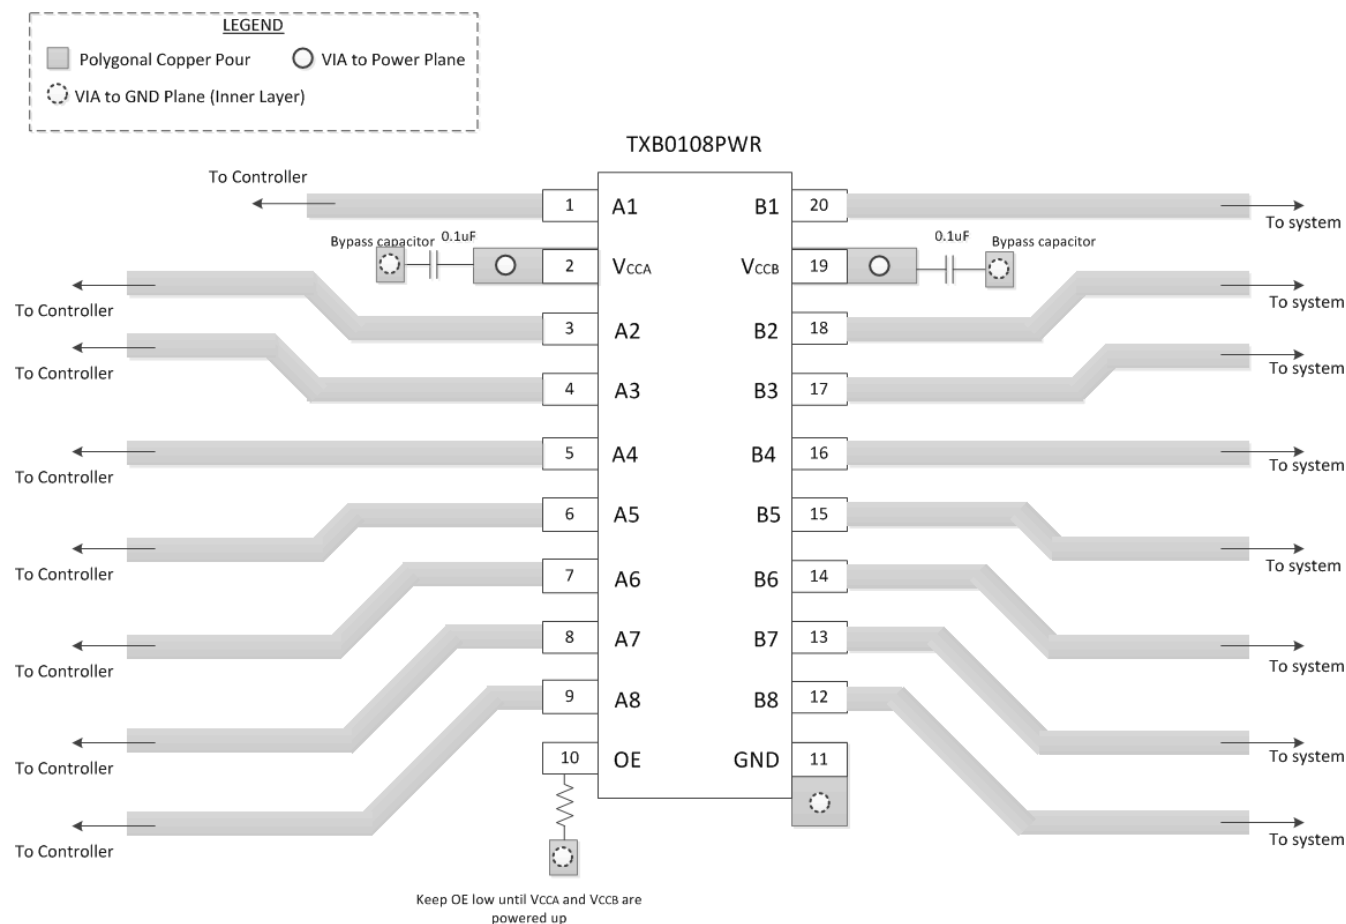 LEGEND
Polygonal Copper Pour
VIA to Power Plane
VIA to GND Plane (Inner Layer)
TXB0108PWR
To Controller
1
A1
B1
20
To system
Bypass capacitor
0.1uF
2
VCCA
VCCB
19
0.1uF
Bypass capacitor
To Controller
3
A2
B2
18
To system
To Controller
4
A3
B3
17
To system
To Controller
5
A4
B4
16
To system
To Controller
6
A5
B5
15
To system
To Controller
7
A6
B6
14
To system
To Controller
8
A7
B7
13
To system
To Controller
9
A8
B8
12
To system
10
OE
GND
11
Keep OE low until VCCA and VCCB are
powered up